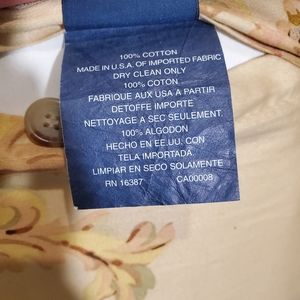 100% COTTON
MADE IN U.S.A. OF IMPORTED FABRIC
DRY CLEAN ONLY
100% COTON.
FABRIQUE AUX USA A PARTIR
DETOFFE IMPORTE
NETTOYAGE A SEC SEULEMENT.
100% ALGODON
HECHO EN EE.UU. CON
TELA IMPORTADA.
LIMPIAR EN SECO SOLAMENTE
RN 16387 CA00008